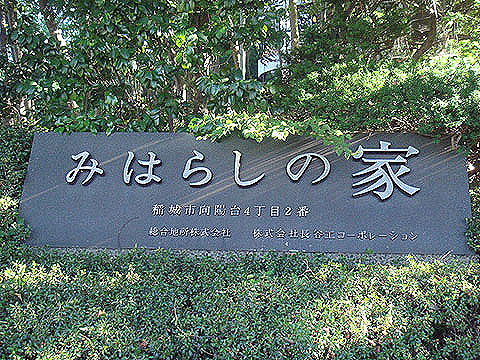 みはらしの家
稲城市向陽台4丁目2番
総合地所株式会社　株式会社長谷工コーポレーション